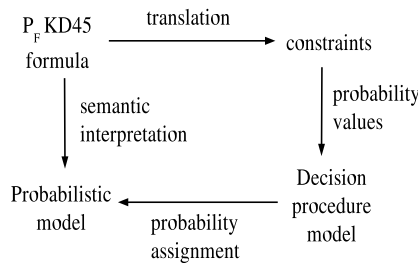 P_F KD45
formula
translation
constraints
semantic
interpretation
probability
values
Probabilistic
model
probability
assignment
Decision
procedure
model